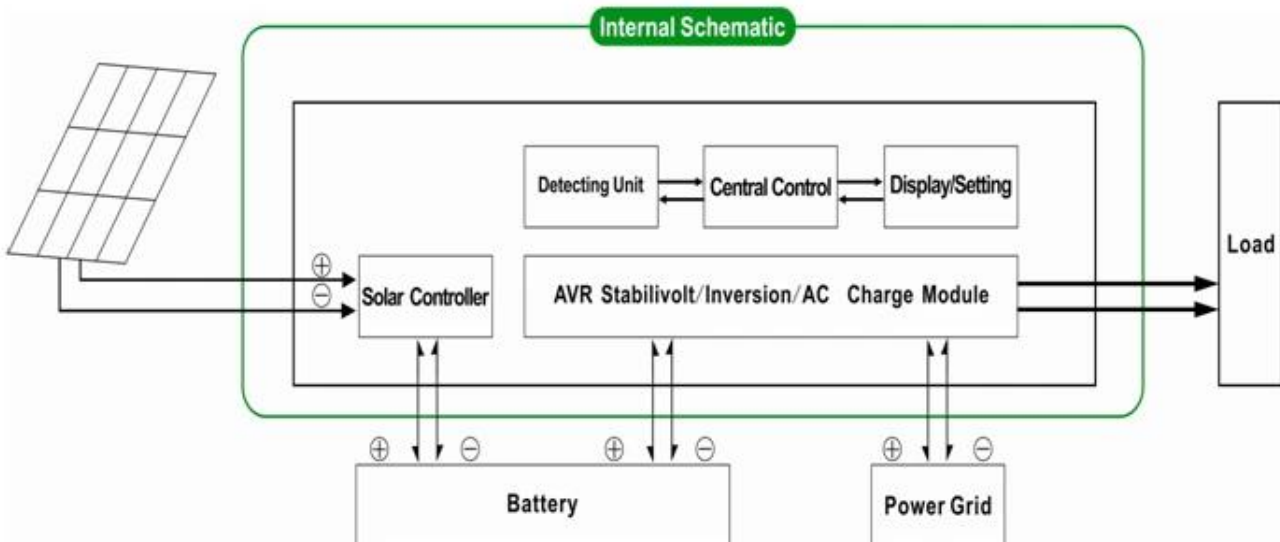 Internal Schematic
Detecting Unit
Central Control
Display/Setting
Load
⊕
⊖
Solar Controller
AVR Stabilivolt/Inversion/AC Charge Module
⊕ ⊖ ⊕ ⊖ ⊕ ⊖
Battery
Power Grid